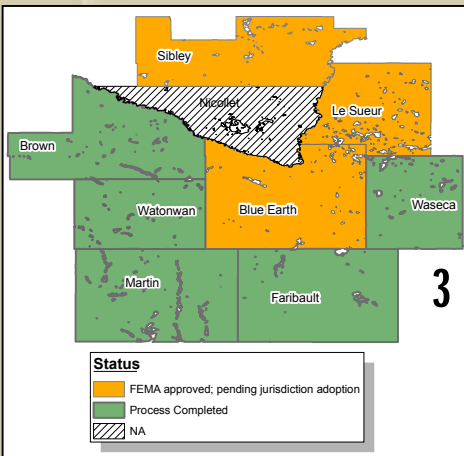 Sibley
Nicollet
Le Sueur
Brown
Watonwan
Blue Earth
Waseca
Martin
Faribault
3
Status
FEMA approved; pending jurisdiction adoption
Process Completed
NA